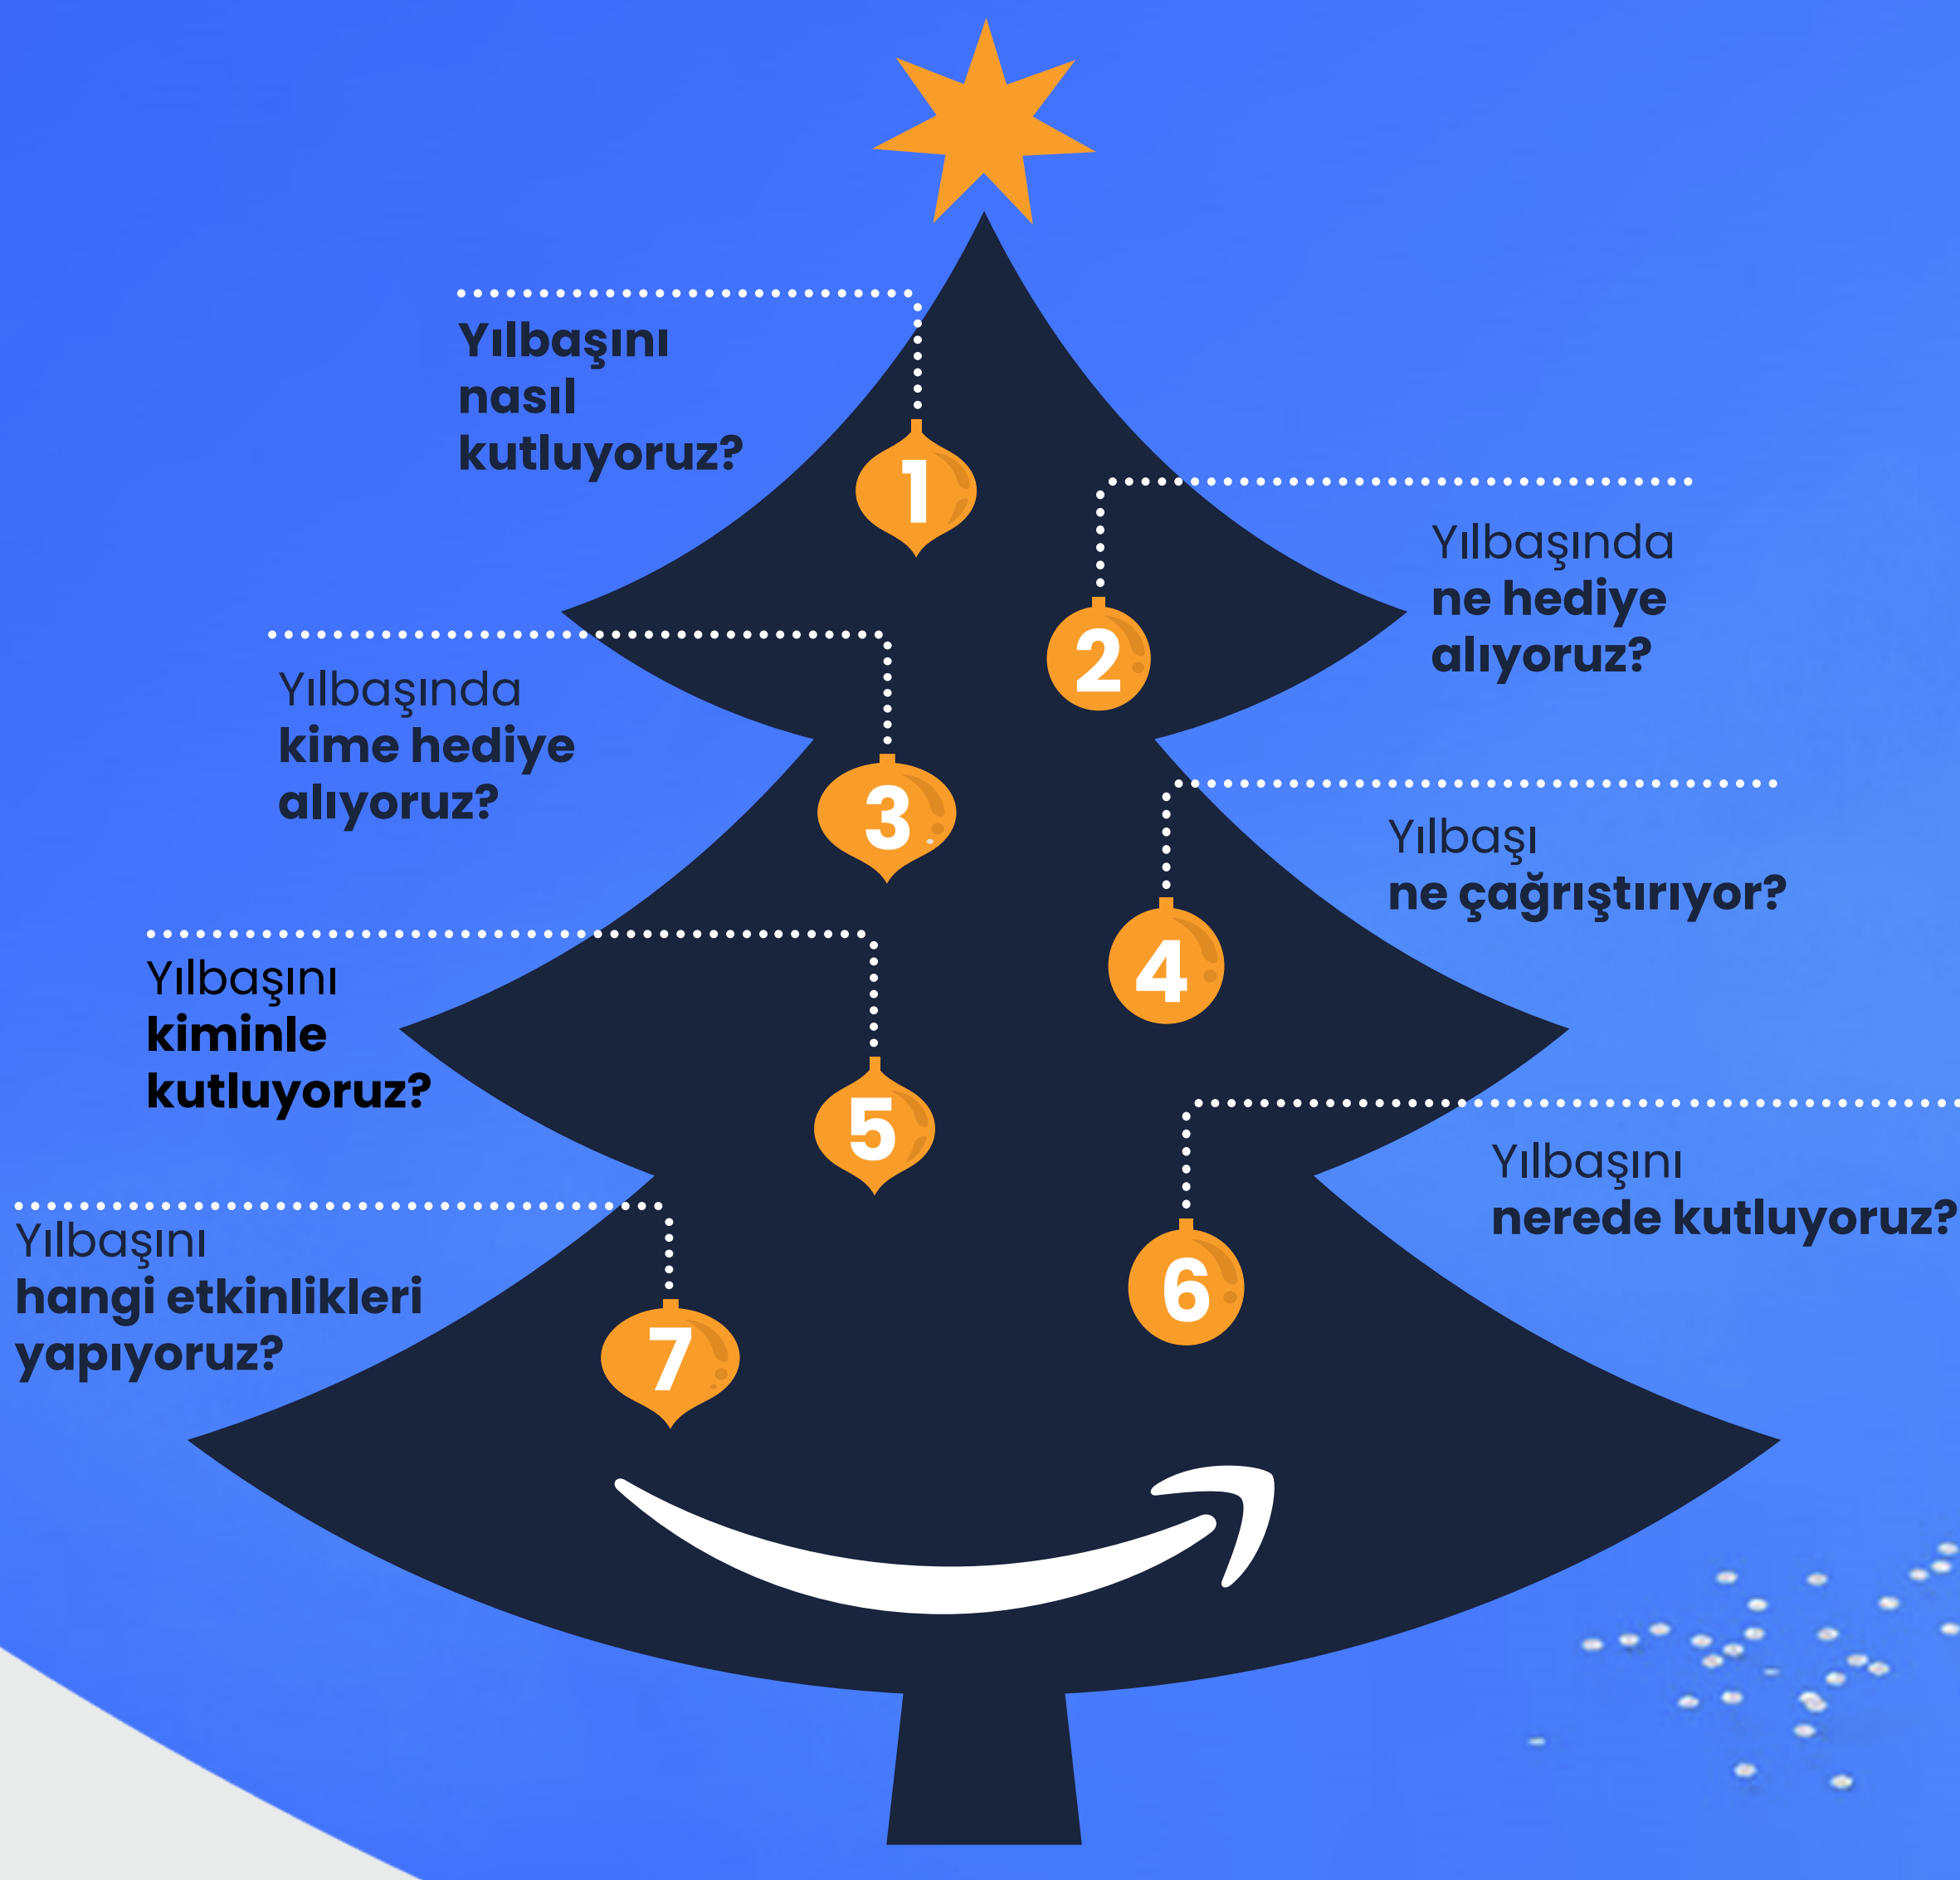 Yılbaşını
nasıl
kutluyoruz?
1
Yılbaşında
ne hediye
alıyoruz?
2
Yılbaşında
kime hediye
alıyoruz?
3
Yılbaşı
ne çağrıştırıyor?
4
Yılbaşını
kiminle
kutluyoruz?
5
Yılbaşını
nerede kutluyoruz?
6
Yılbaşını
hangi etkinlikleri
yapıyoruz?
7